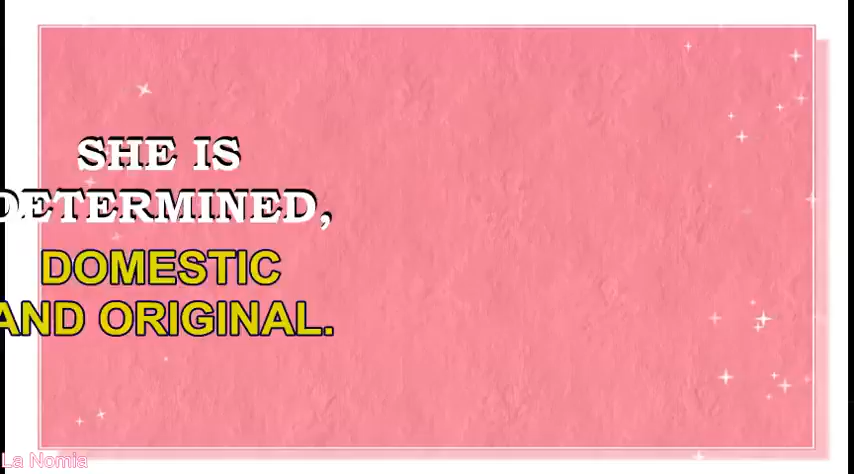 SHE IS
DETERMINED,
DOMESTIC
AND ORIGINAL.
La Nomia